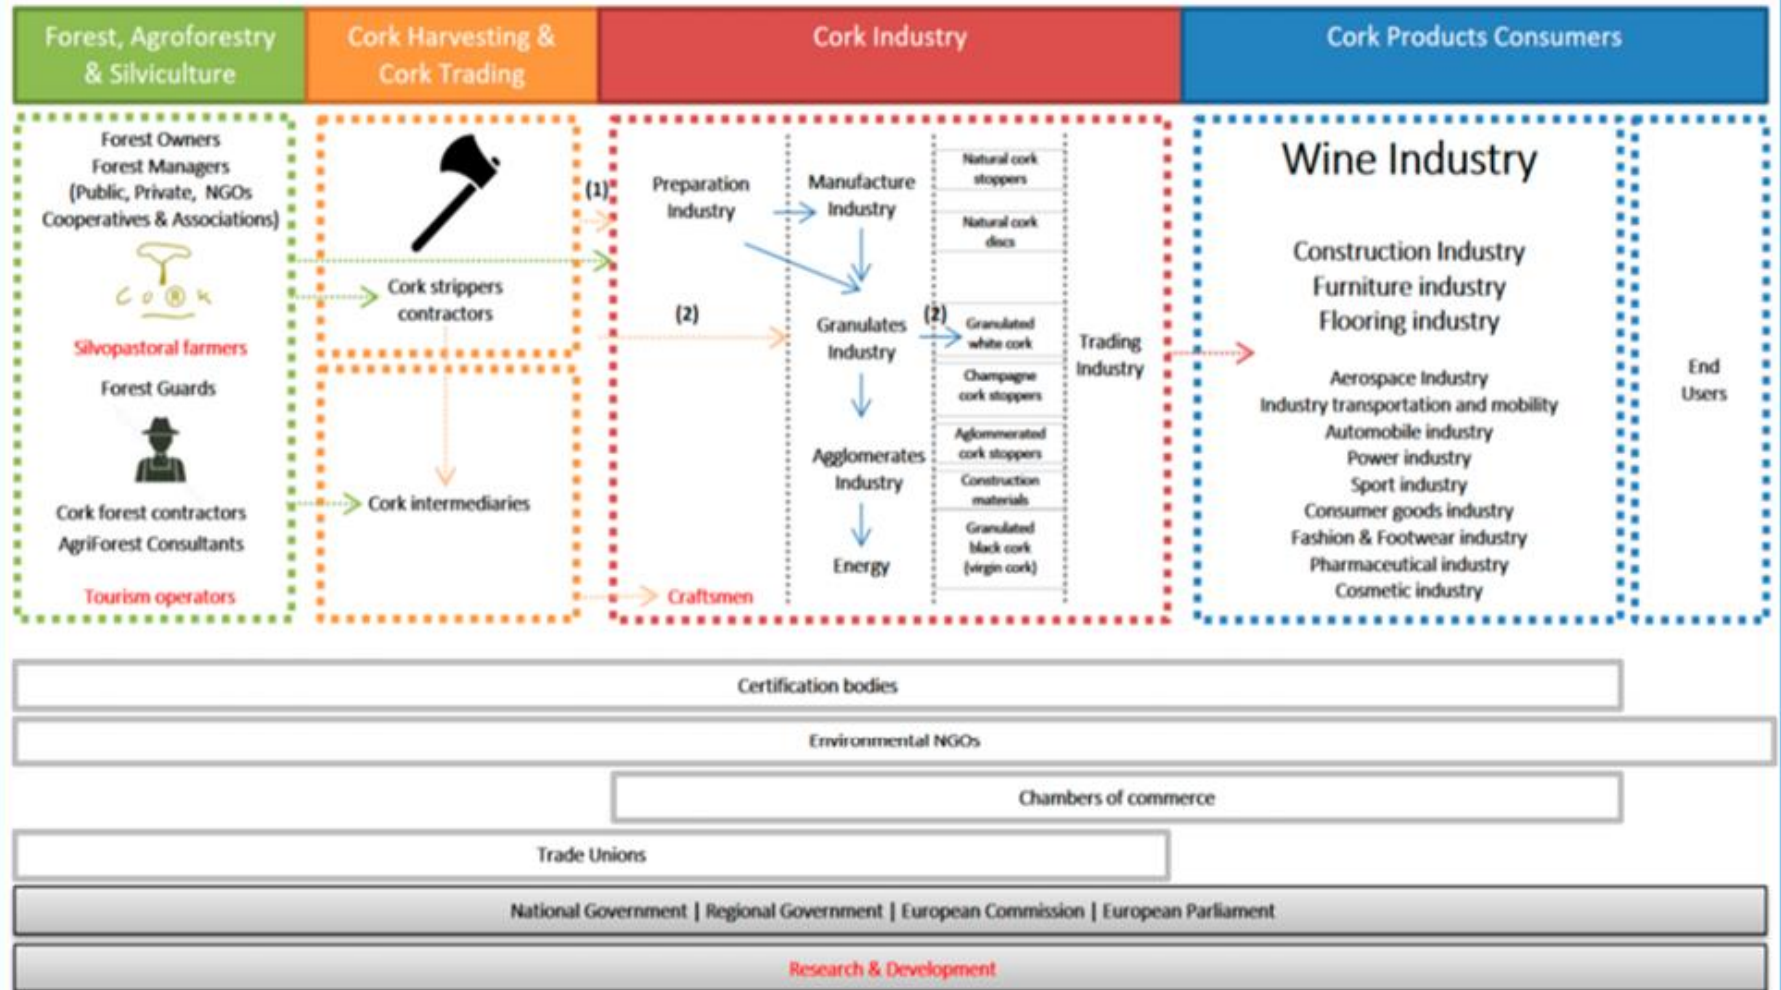 Forest, Agroforestry
& Silviculture
Cork Harvesting &
Cork Trading
Cork Industry
Cork Products Consumers
Forest Owners
Forest Managers
(Public, Private, NGOs
Cooperatives & Associations)
C o ® k
Silvopastoral farmers
Forest Guards
Cork forest contractors
AgriForest Consultants
Tourism operators
Cork strippers
contractors
Cork intermediaries
(1)
(2)
Preparation
Industry
Craftsmen
Manufacture
Industry
Granulates
Industry
Agglomerates
Industry
Energy
(2)
Natural cork
stoppers
Natural cork
discs
Granulated
white cork
Champagne
cork stoppers
Aglommerated
cork stoppers
Construction
materials
Granulated
black cork
(virgin cork)
Trading
Industry
Wine Industry
Construction Industry
Furniture industry
Flooring industry
Aerospace Industry
Industry transportation and mobility
Automobile industry
Power industry
Sport industry
Consumer goods industry
Fashion & Footwear industry
Pharmaceutical industry
Cosmetic industry
End
Users
Certification bodies
Environmental NGOs
Chambers of commerce
Trade Unions
National Government | Regional Government | European Commission | European Parliament
Research & Development